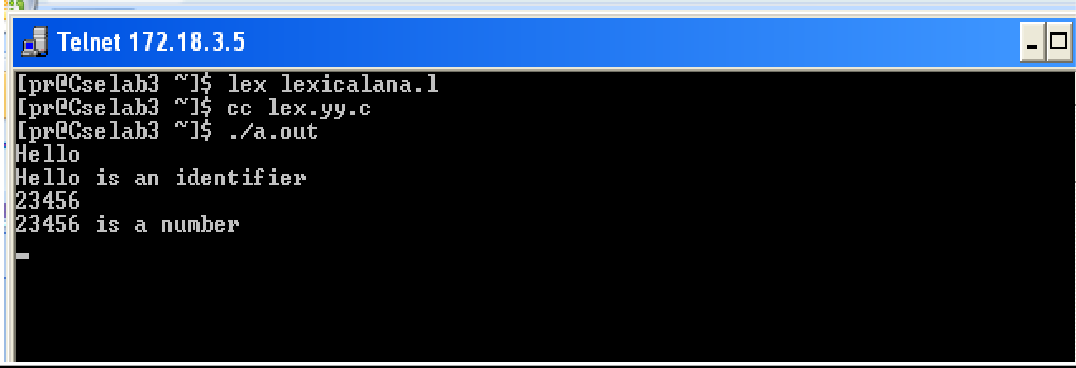 Telnet 172.18.3.5
[pr@Cselab3 ~]$ lex lexicalana.l
[pr@Cselab3 ~]$ cc lex.yy.c
[pr@Cselab3 ~]$ ./a.out
Hello
Hello is an identifier
23456
23456 is a number